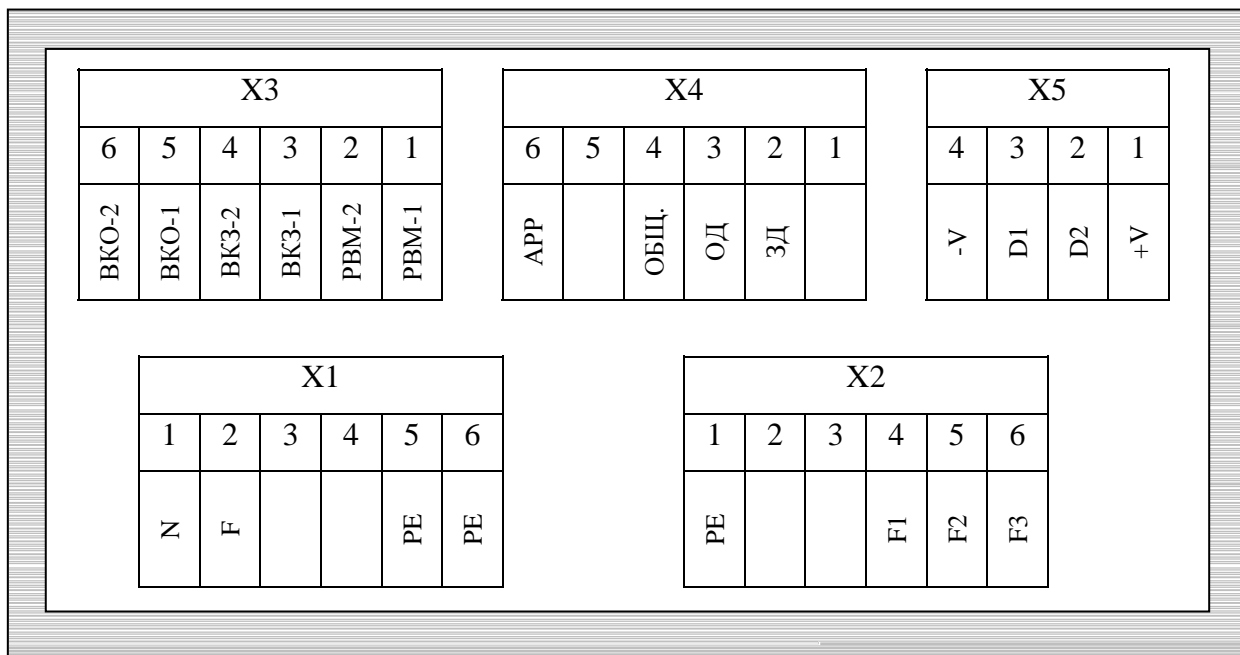 X3
6 5 4 3 2 1
ВКО-2 ВКО-1 ВКЗ-2 ВКЗ-1 РВМ-2 РВМ-1
X4
6 5 4 3 2 1
АРР ОБЩ. ОД ЗД
X5
4 3 2 1
-V D1 D2 +V
X1
1 2 3 4 5 6
N F PE PE
X2
1 2 3 4 5 6
PE F1 F2 F3